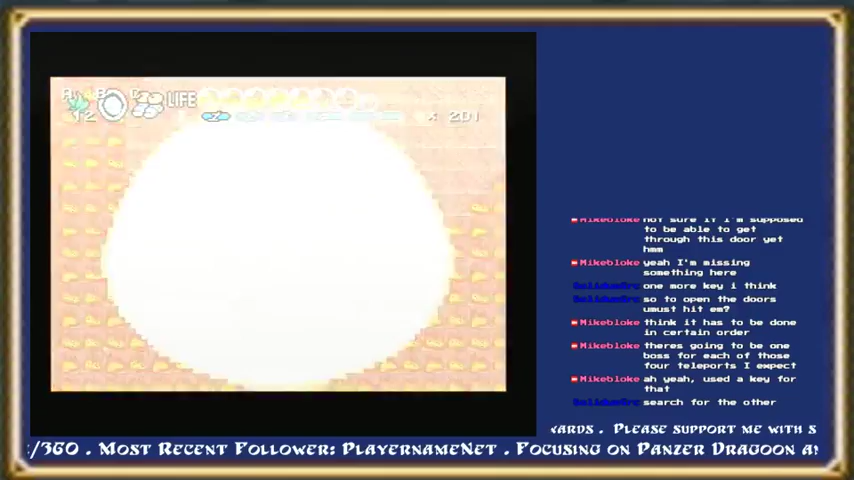 A B C LIFE
12 × 201
Mikebloke not sure if I'm supposed
to be able to get
through this door yet
hmm
Mikebloke yeah I'm missing
something here
one more key i think
so to open the doors
umust hit em?
Mikebloke think it has to be done
in certain order
Mikebloke theres going to be one
boss for each of those
four teleports I expect
Mikebloke ah yeah, used a key for
that
search for the other
YARDS . PLEASE SUPPORT ME WITH S
/360 . MOST RECENT FOLLOWER: PLAYERNAMENET . FOCUSING ON PANZER DRAGOON A